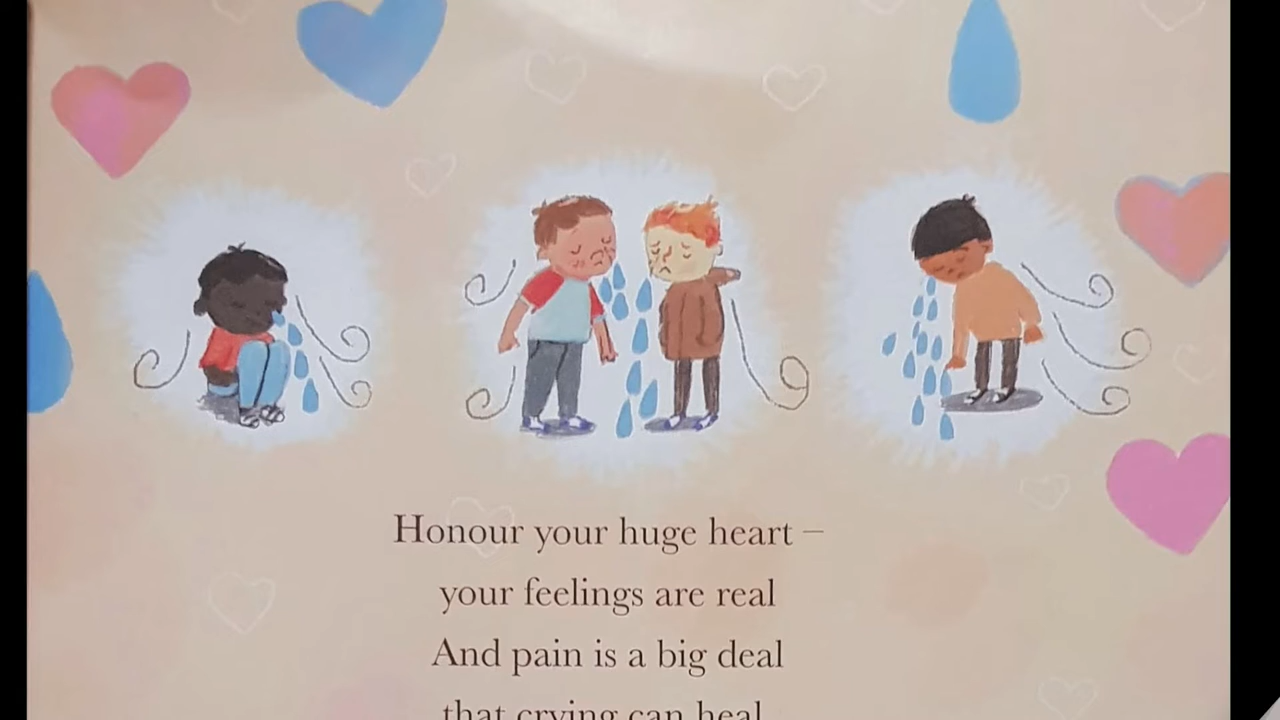 Honour your huge heart –
your feelings are real
And pain is a big deal
that crying can heal